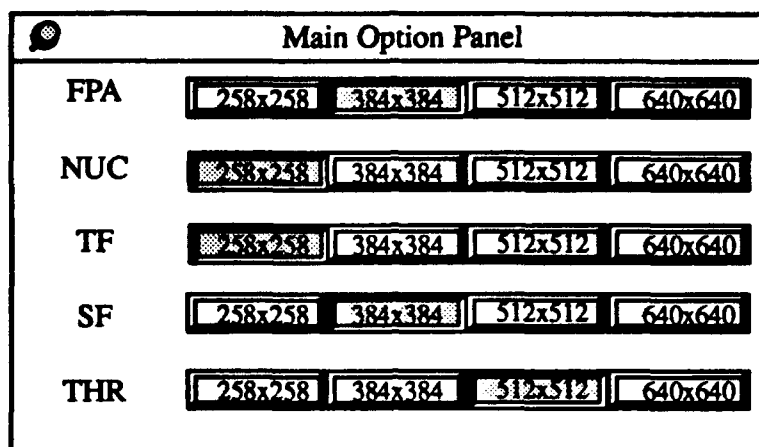 Main Option Panel
FPA 258x258 384x384 512x512 640x640
NUC 258x258 384x384 512x512 640x640
TF 258x258 384x384 512x512 640x640
SF 258x258 384x384 512x512 640x640
THR 258x258 384x384 512x512 640x640